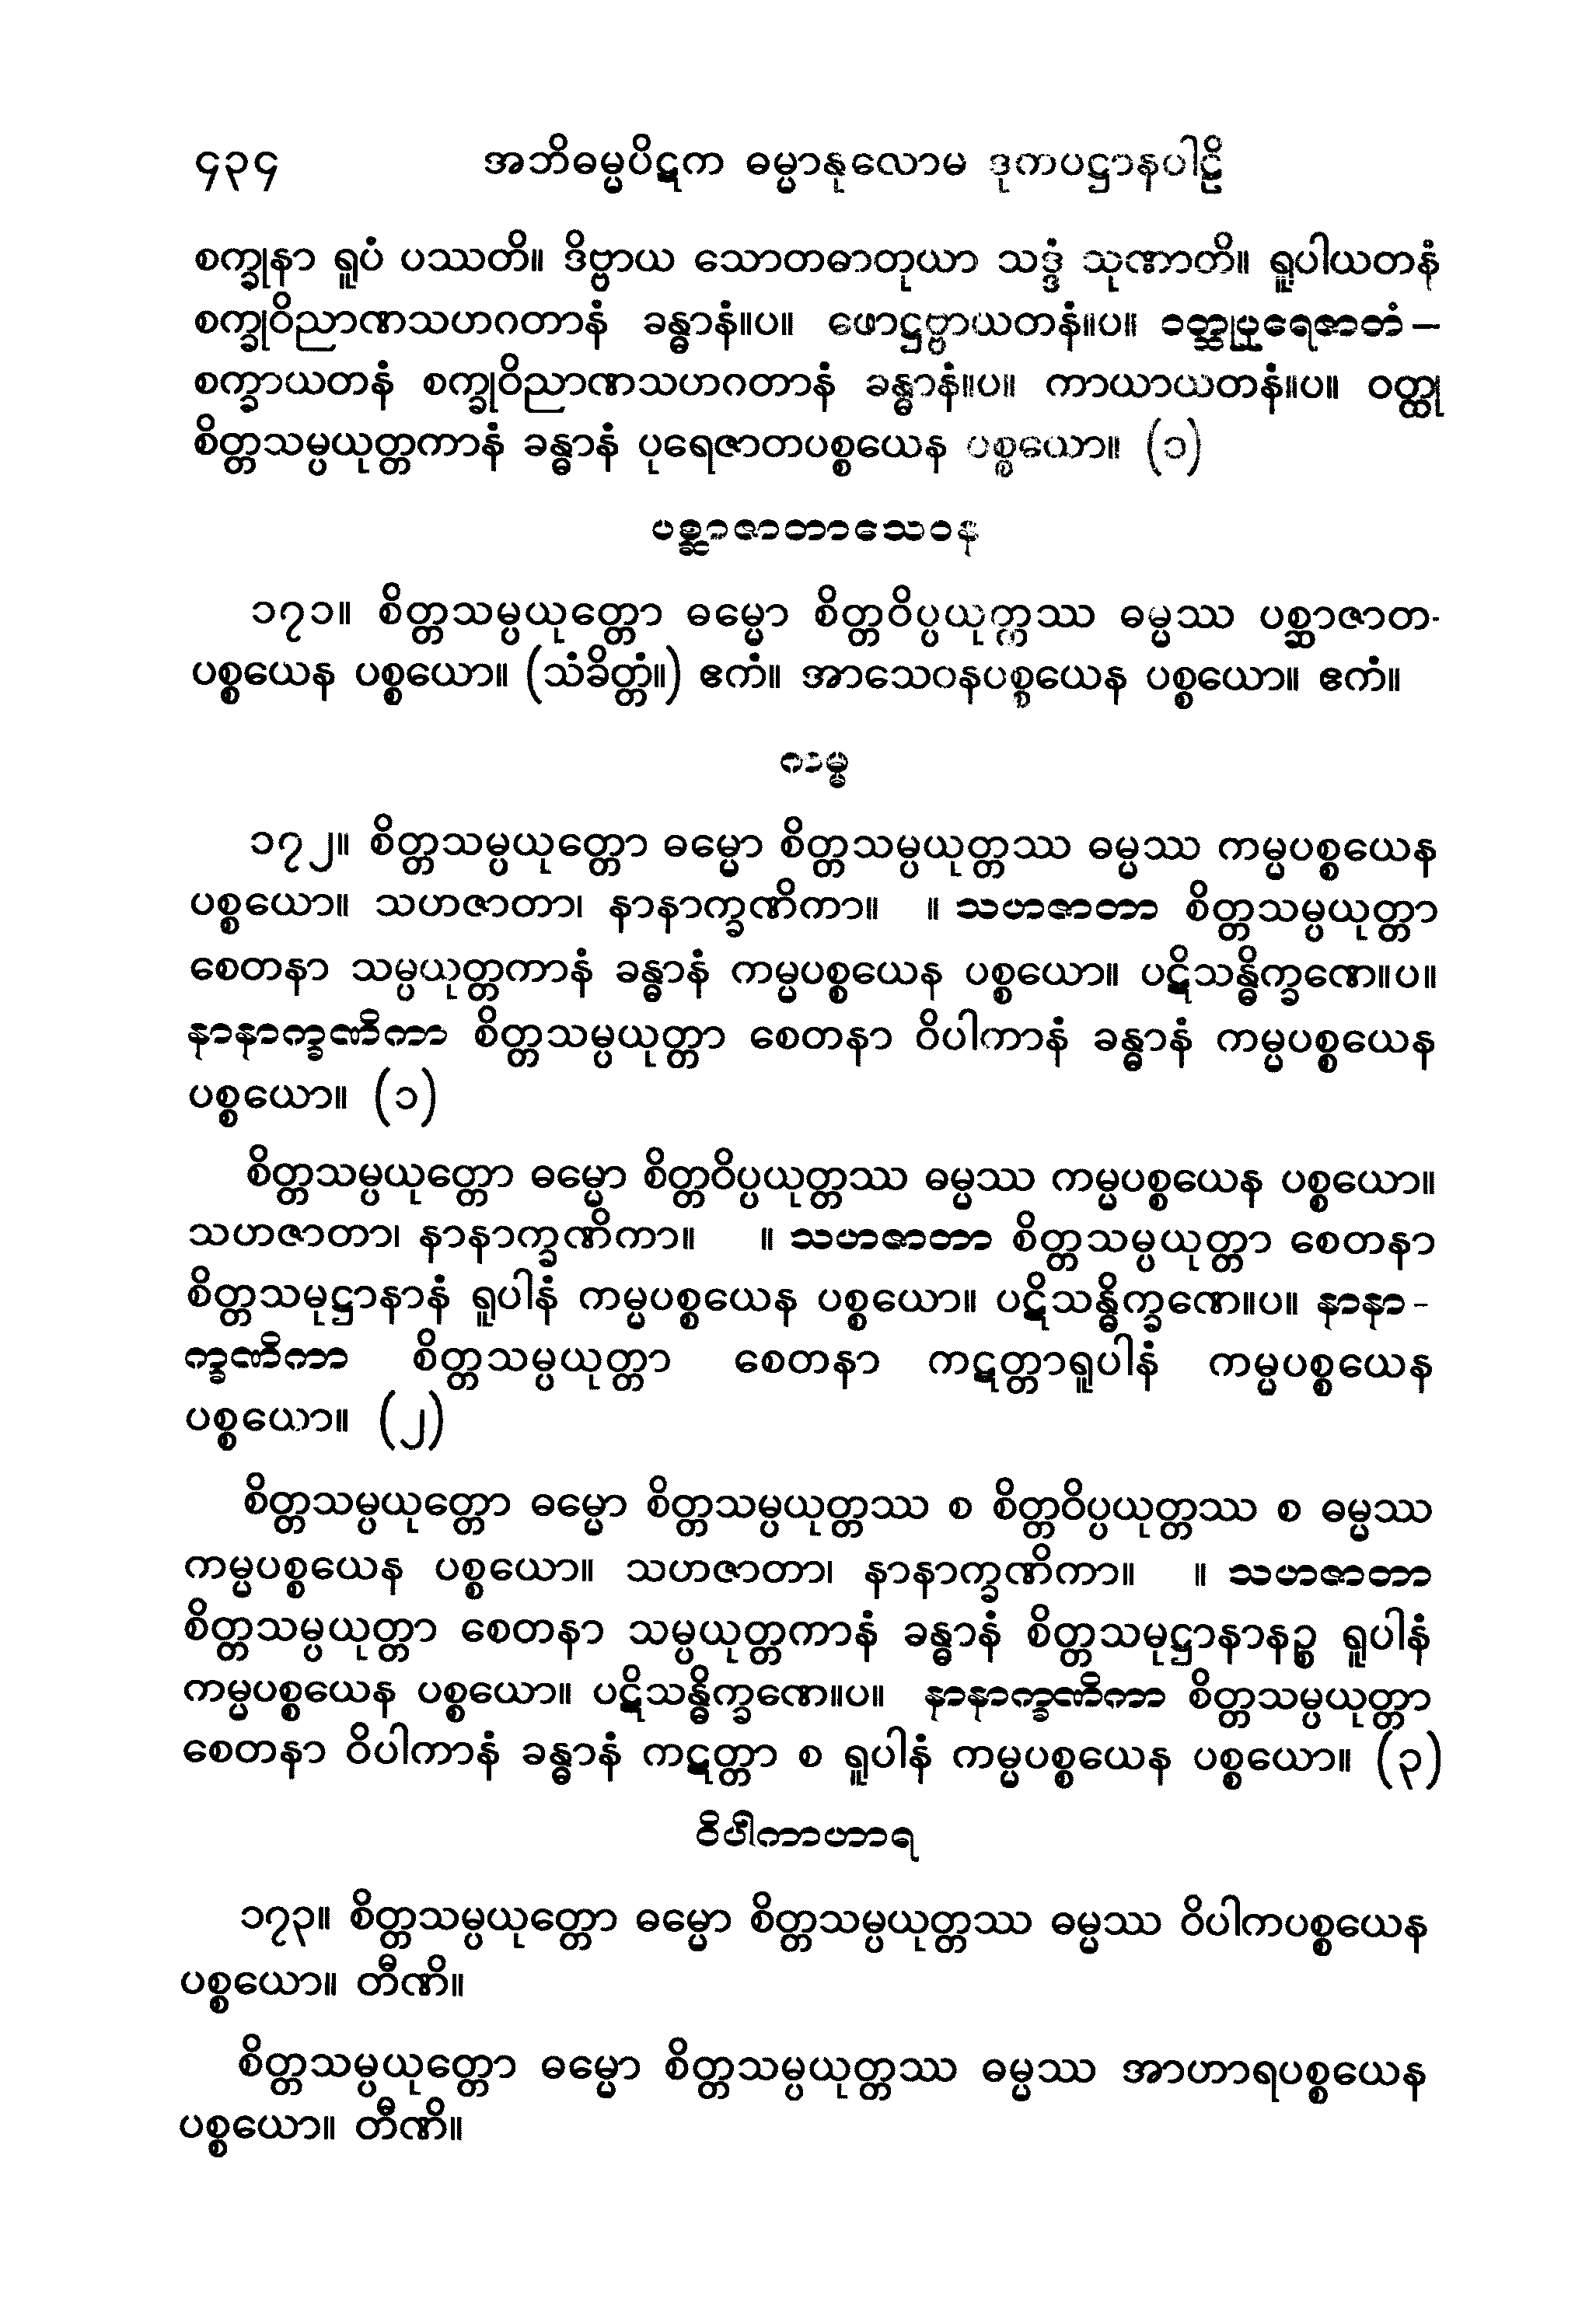 ၄၃၄ အဘိဓမ္မပိဋက ဓမ္မာနုလောမ ဒုကပဋ္ဌာနပါဠိ
စက္ခုနာ ရူပံ ပဿတိ။ ဒိဗ္ဗာယ သောတဓာတုယာ သဒ္ဒံ သုဏာတိ။ ရူပါယတနံ
စက္ခုဝိညာဏသဟဂတာနံ ခန္ဓာနံ။ပ။ ဖောဋ္ဌဗ္ဗာယတနံ။ပ။ ဝတ္ထုပုရေဇာတံ –
စက္ခာယတနံ စက္ခုဝိညာဏသဟဂတာနံ ခန္ဓာနံ။ပ။ ကာယာယတနံ။ပ။ ဝတ္ထု
စိတ္တသမ္ပယုတ္တကာနံ ခန္ဓာနံ ပုရေဇာတပစ္စယေန ပစ္စယော။ (၁)
ပစ္ဆာဇာတာသေဝန
၁၇၁။ စိတ္တသမ္ပယုတ္တော ဓမ္မော စိတ္တဝိပ္ပယုတ္တဿ ဓမ္မဿ ပစ္ဆာဇာတ-
ပစ္စယေန ပစ္စယော။ (သံခိတ္တံ။) ဧကံ။ အာသေဝနပစ္စယေန ပစ္စယော။ ဧကံ။
ကမ္မ
၁၇၂။ စိတ္တသမ္ပယုတ္တော ဓမ္မော စိတ္တသမ္ပယုတ္တဿ ဓမ္မဿ ကမ္မပစ္စယေန
ပစ္စယော။ သဟဇာတာ၊ နာနာက္ခဏိကာ။ ။ သဟဇာတာ စိတ္တသမ္ပယုတ္တာ
စေတနာ သမ္ပယုတ္တကာနံ ခန္ဓာနံ ကမ္မပစ္စယေန ပစ္စယော။ ပဋိသန္ဓိက္ခဏေ။ပ။
နာနာက္ခဏိကာ စိတ္တသမ္ပယုတ္တာ စေတနာ ဝိပါကာနံ ခန္ဓာနံ ကမ္မပစ္စယေန
ပစ္စယော။ (၁)
စိတ္တသမ္ပယုတ္တော ဓမ္မော စိတ္တဝိပ္ပယုတ္တဿ ဓမ္မဿ ကမ္မပစ္စယေန ပစ္စယော။
သဟဇာတာ၊ နာနာက္ခဏိကာ။ ။ သဟဇာတာ စိတ္တသမ္ပယုတ္တာ စေတနာ
စိတ္တသမုဋ္ဌာနာနံ ရူပါနံ ကမ္မပစ္စယေန ပစ္စယော။ ပဋိသန္ဓိက္ခဏေ။ပ။ နာနာ-
က္ခဏိကာ စိတ္တသမ္ပယုတ္တာ စေတနာ ကဋတ္တာရူပါနံ ကမ္မပစ္စယေန
ပစ္စယော။ (၂)
စိတ္တသမ္ပယုတ္တော ဓမ္မော စိတ္တသမ္ပယုတ္တဿ စ စိတ္တဝိပ္ပယုတ္တဿ စ ဓမ္မဿ
ကမ္မပစ္စယေန ပစ္စယော။ သဟဇာတာ၊ နာနာက္ခဏိကာ။ ။ သဟဇာတာ
စိတ္တသမ္ပယုတ္တာ စေတနာ သမ္ပယုတ္တကာနံ ခန္ဓာနံ စိတ္တသမုဋ္ဌာနာနဉ္စ ရူပါနံ
ကမ္မပစ္စယေန ပစ္စယော။ ပဋိသန္ဓိက္ခဏေ။ပ။ နာနာက္ခဏိကာ စိတ္တသမ္ပယုတ္တာ
စေတနာ ဝိပါကာနံ ခန္ဓာနံ ကဋတ္တာ စ ရူပါနံ ကမ္မပစ္စယေန ပစ္စယော။ (၃)
ဝိပါကာဟာရ
၁၇၃။ စိတ္တသမ္ပယုတ္တော ဓမ္မော စိတ္တသမ္ပယုတ္တဿ ဓမ္မဿ ဝိပါကပစ္စယေန
ပစ္စယော။ တီဏိ။
စိတ္တသမ္ပယုတ္တော ဓမ္မော စိတ္တသမ္ပယုတ္တဿ ဓမ္မဿ အာဟာရပစ္စယေန
ပစ္စယော။ တီဏိ။